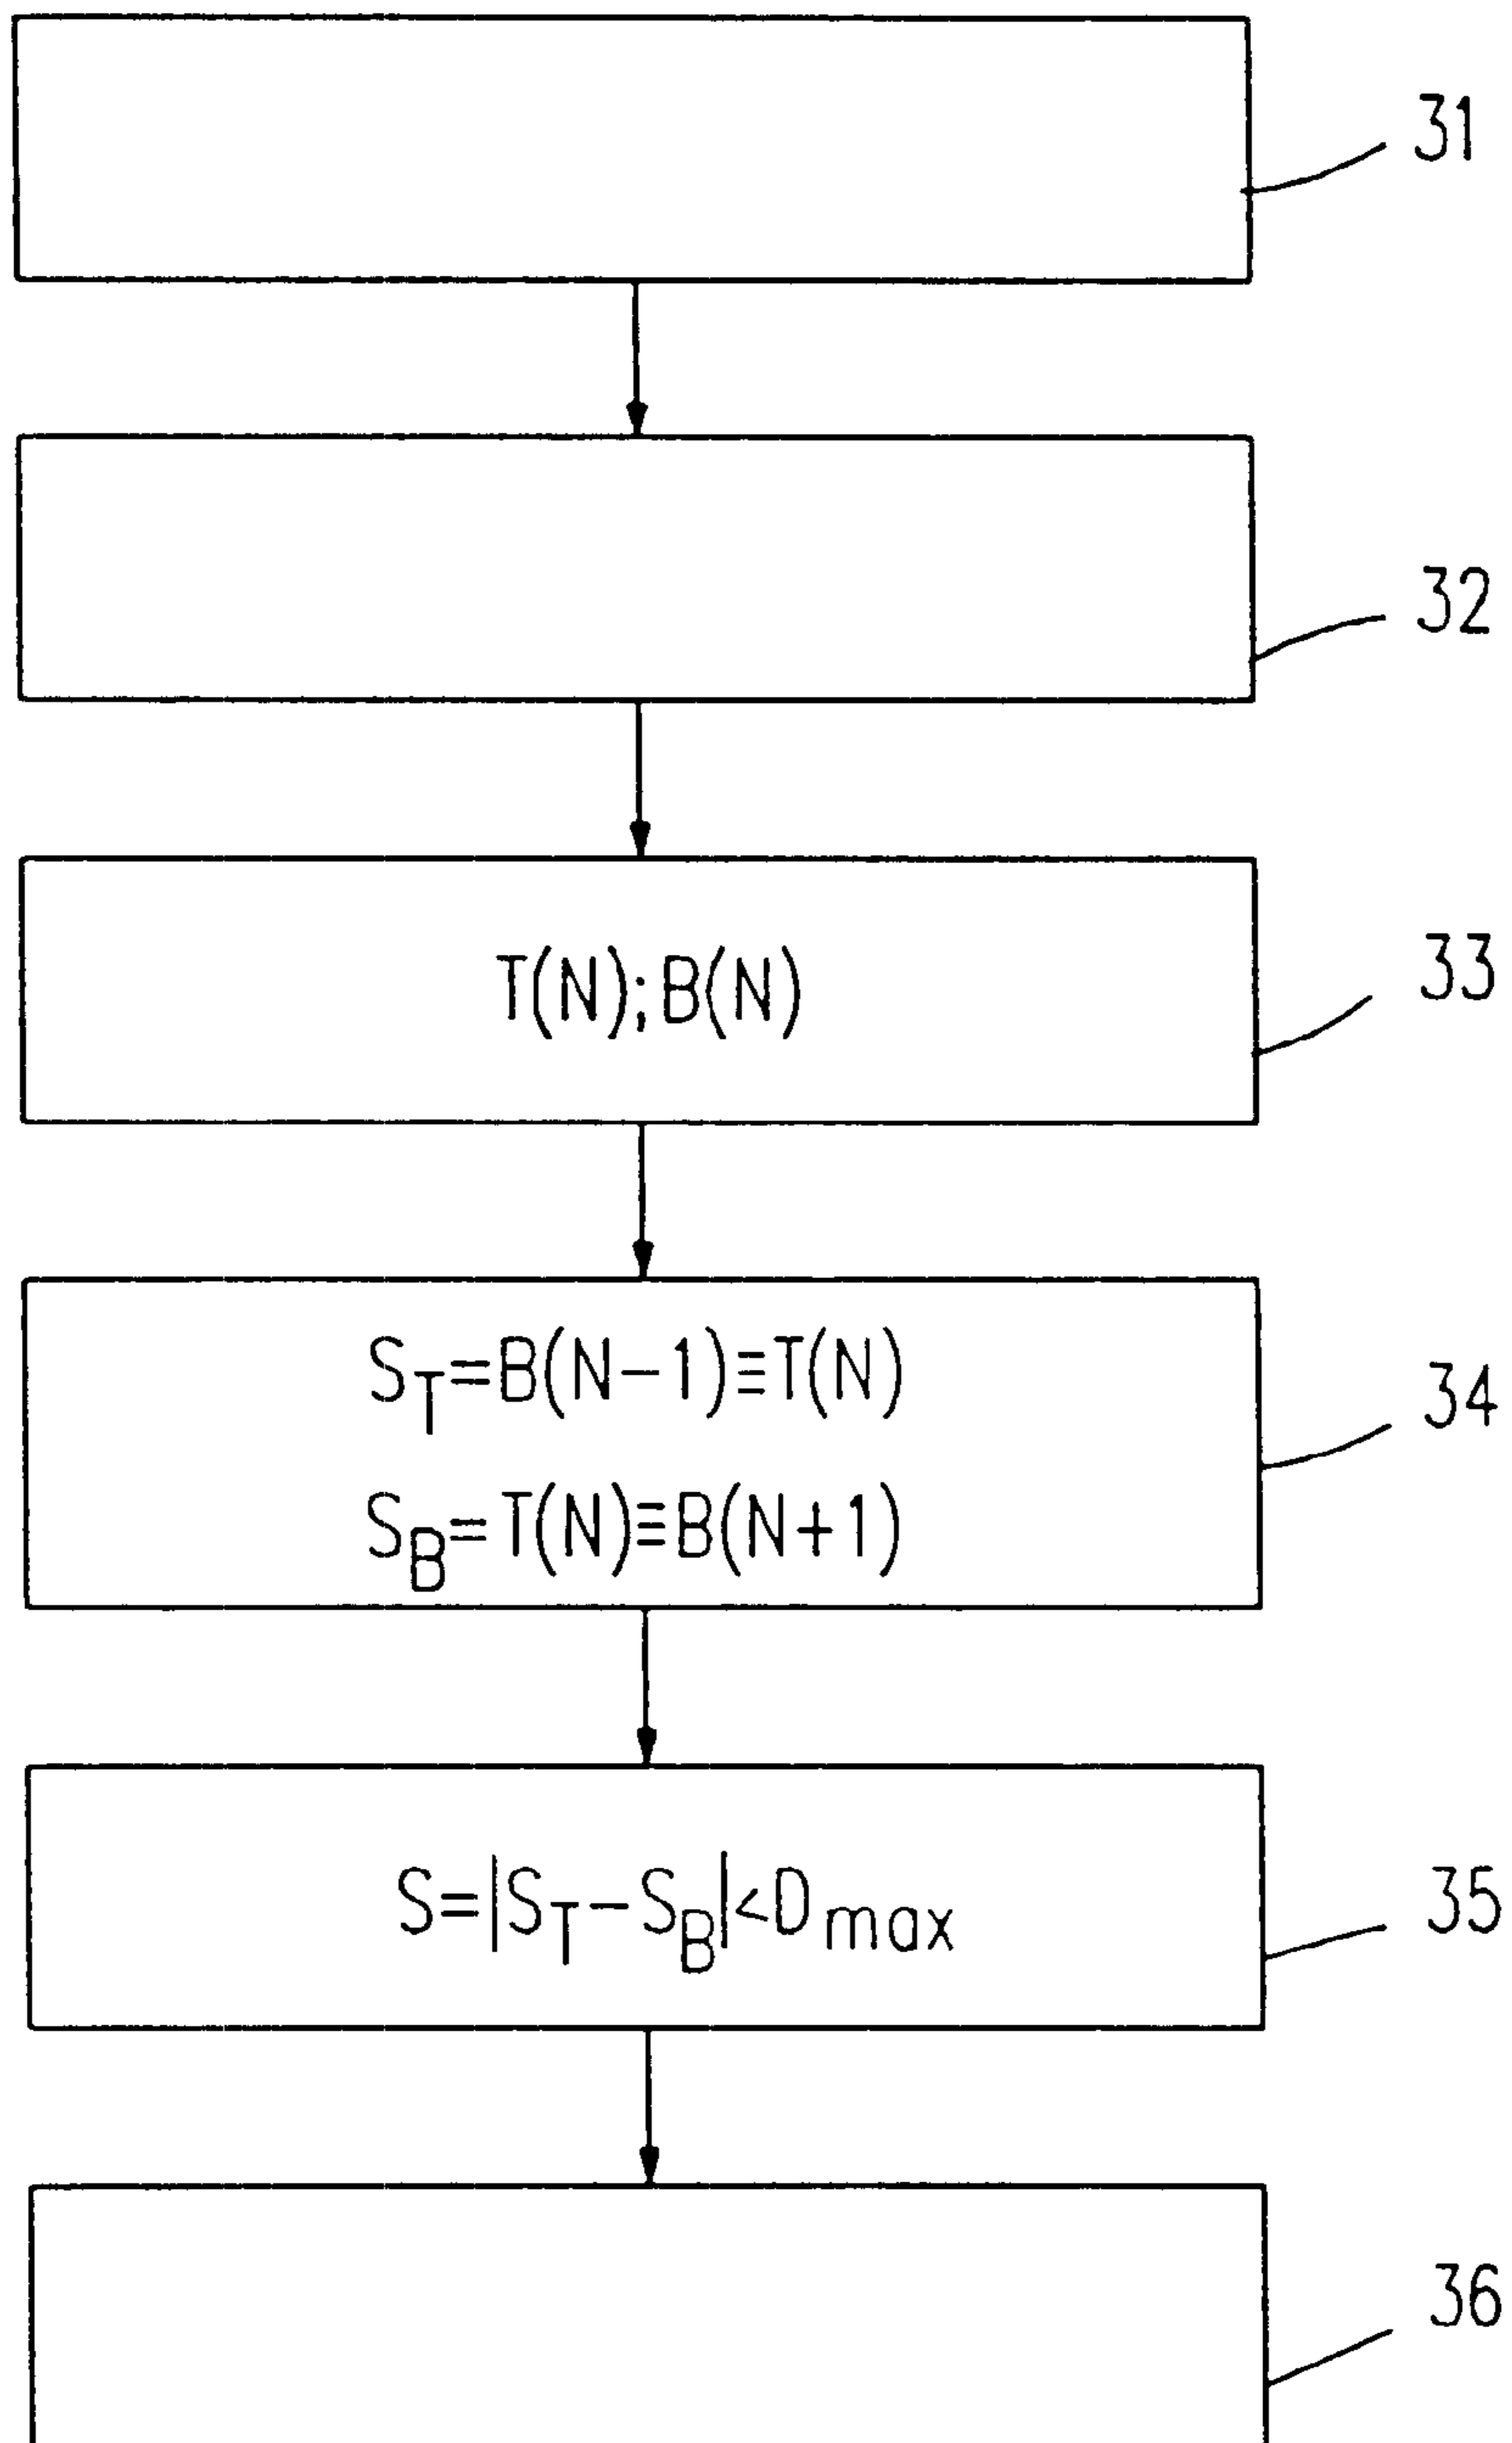 31
32
T(N);B(N)
33
S_T=B(N-1)≡T(N)
S_B=T(N)≡B(N+1)
34
S=|S_T-S_B|<D_max
35
36